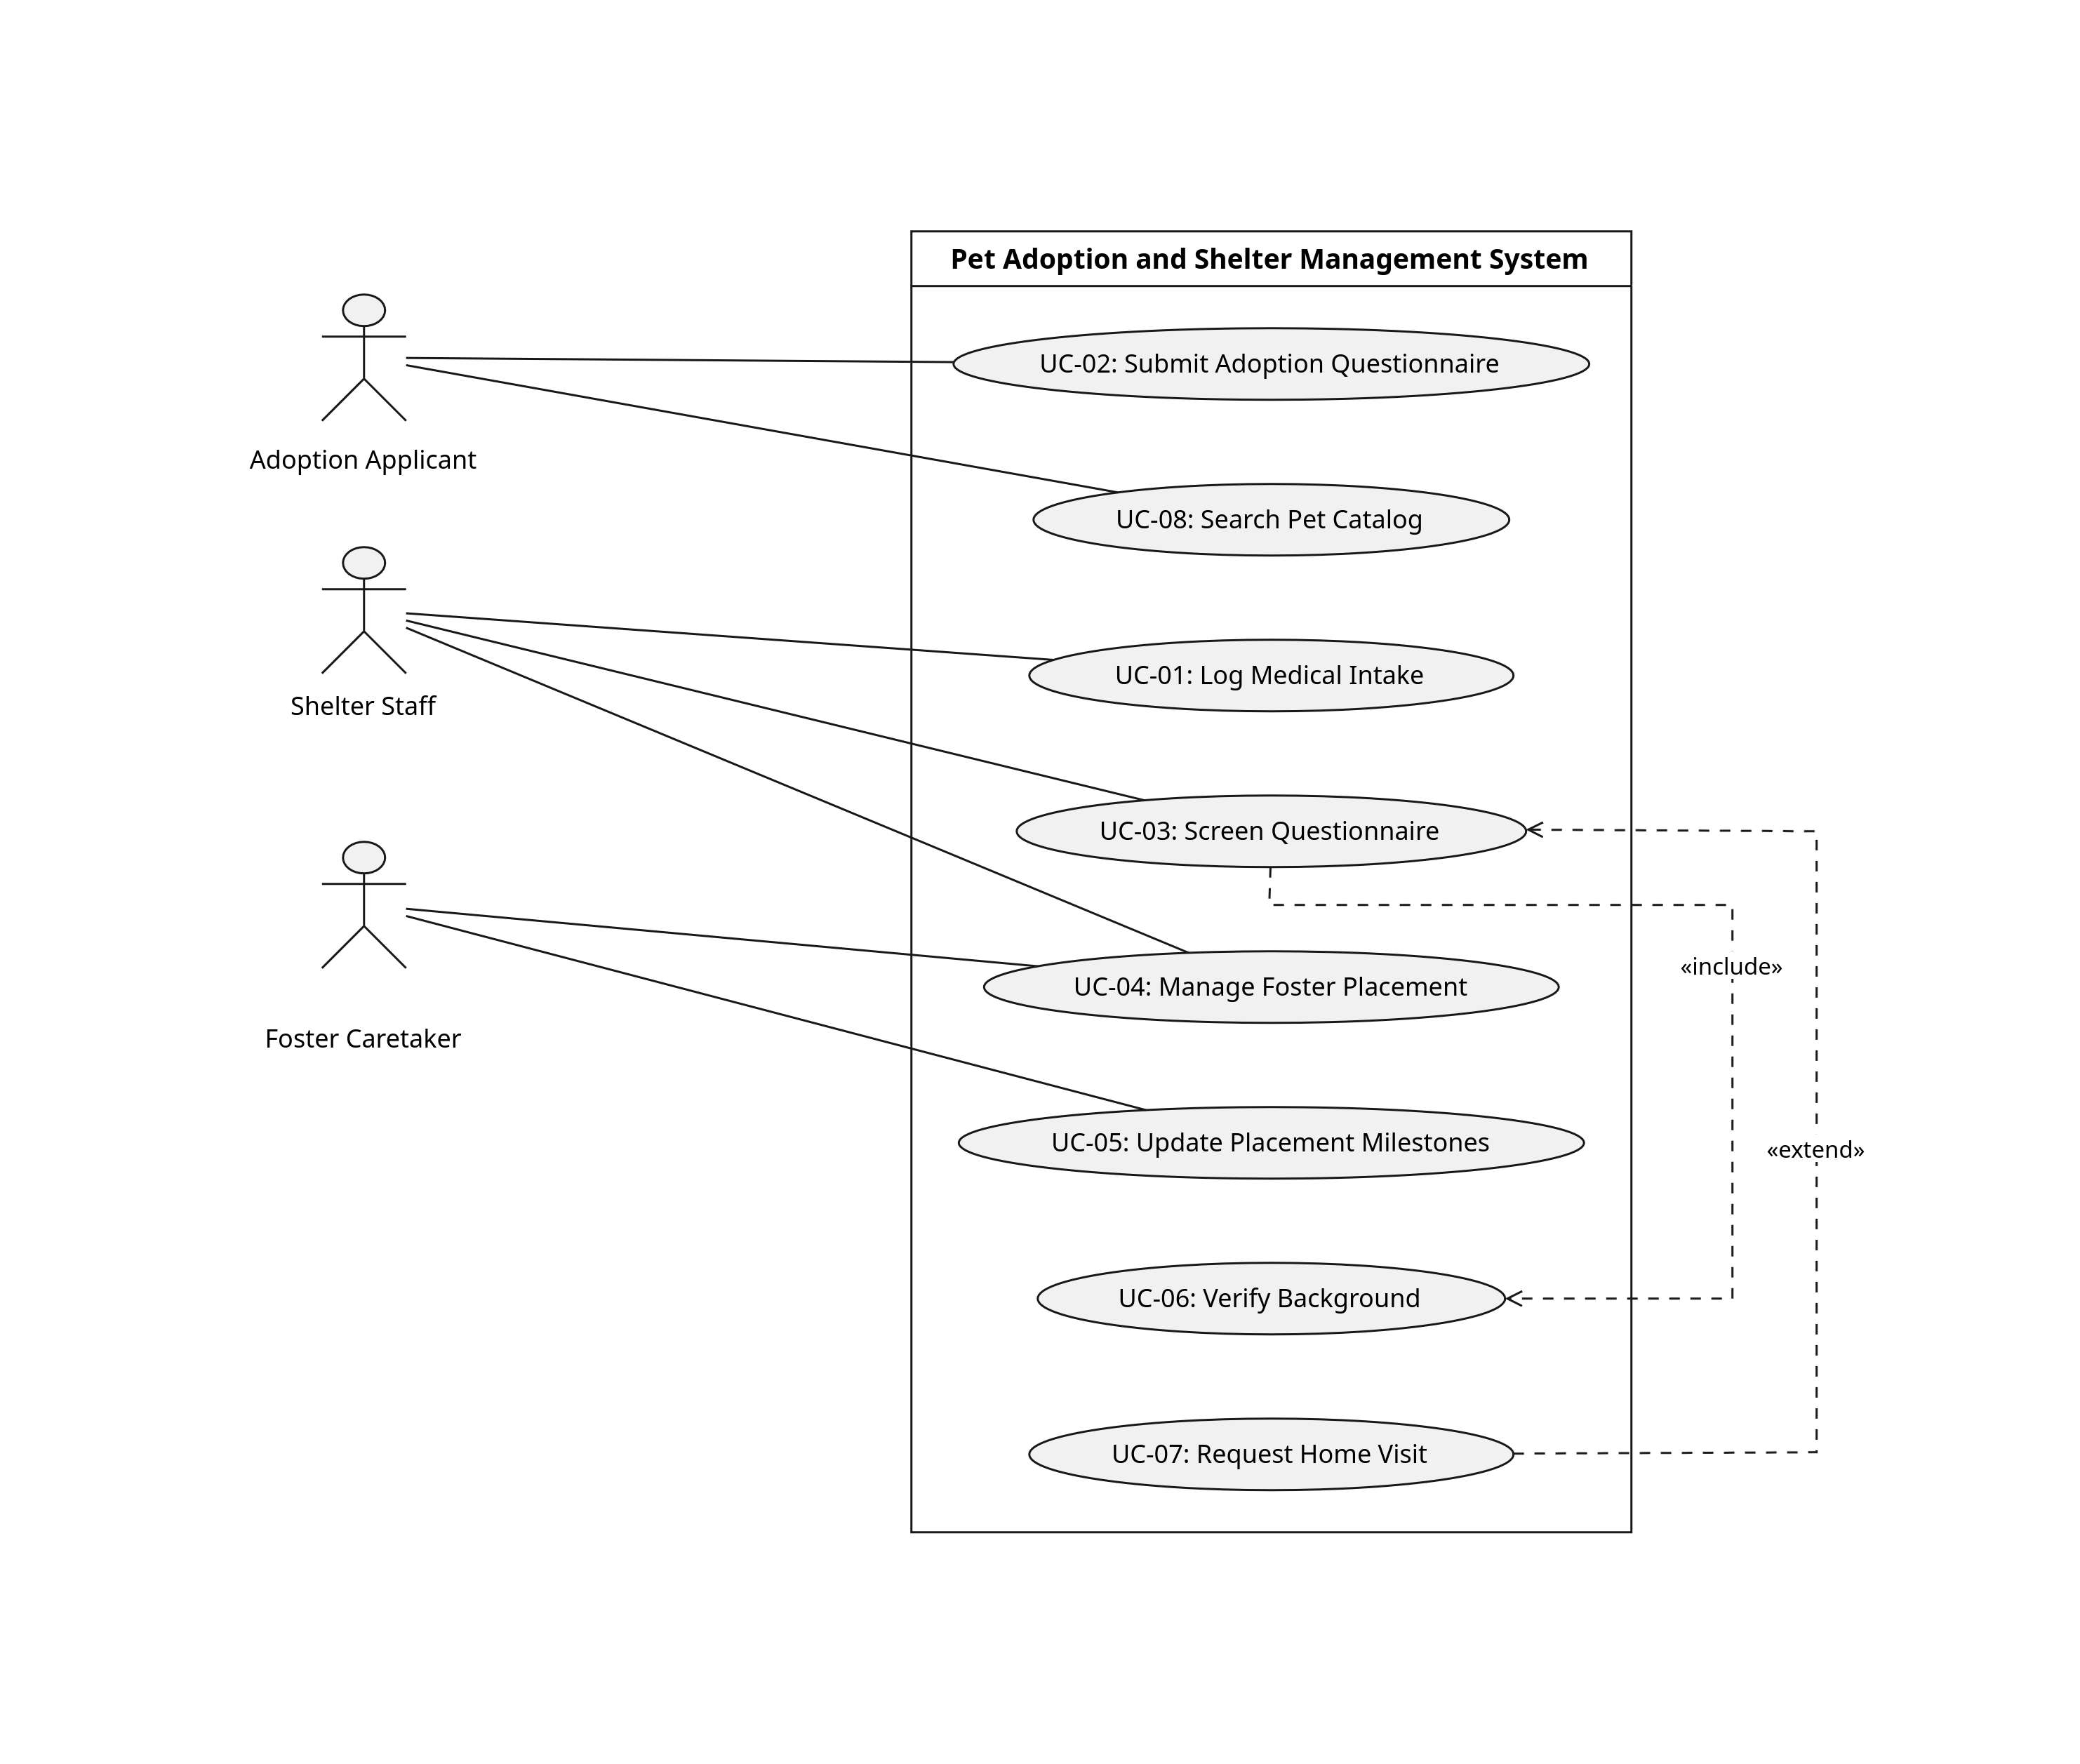 Pet Adoption and Shelter Management System
Adoption Applicant
Shelter Staff
Foster Caretaker
UC-02: Submit Adoption Questionnaire
UC-08: Search Pet Catalog
UC-01: Log Medical Intake
UC-03: Screen Questionnaire
UC-04: Manage Foster Placement
UC-05: Update Placement Milestones
UC-06: Verify Background
UC-07: Request Home Visit
«include»
«extend»